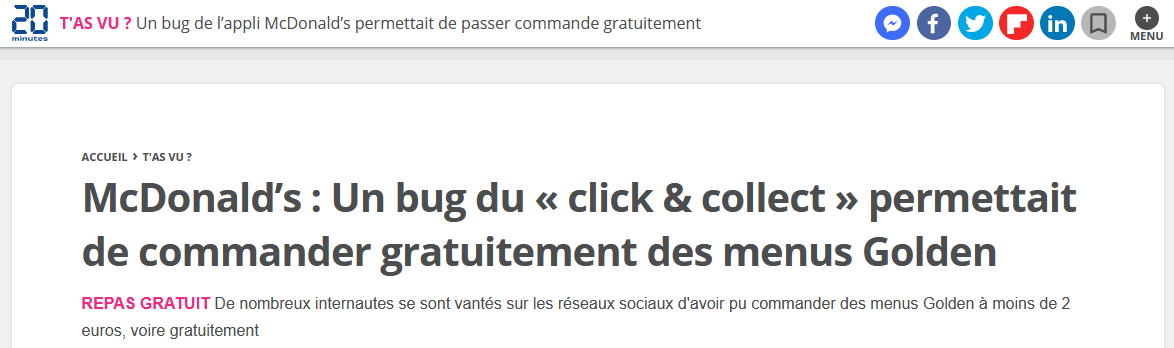 20 minutes
T'AS VU ? Un bug de l’appli McDonald’s permettait de passer commande gratuitement
MENU
ACCUEIL › T'AS VU ?
McDonald’s : Un bug du « click & collect » permettait
de commander gratuitement des menus Golden
REPAS GRATUIT De nombreux internautes se sont vantés sur les réseaux sociaux d'avoir pu commander des menus Golden à moins de 2
euros, voire gratuitement